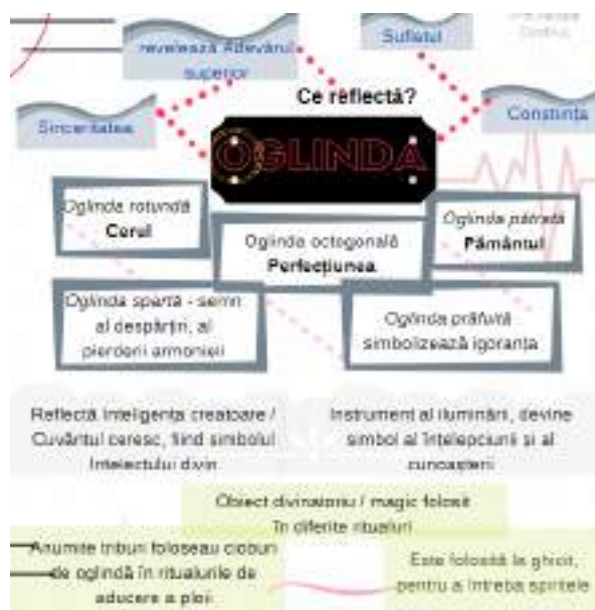 revelează Adevărul
superior
Sufletul
Ce reflectă?
Sinceritatea
Constința
OGLINDA
Oglinda rotundă
Cerul
Oglinda octogonală
Perfecțiunea
Oglinda pătrată
Pământul
Oglinda spartă - semn
al despărțirii, al
pierderii armoniei
Oglinda prăfuită
simbolizează igoranța
Reflectă Inteligența creatoare /
Cuvântul ceresc, fiind simbolul
Intelectului divin
Instrument al iluminării, devine
simbol al înțelepciunii și al
cunoașterii
Obiect divinatoriu / magic folosit
în diferite ritualuri
Anumite triburi foloseau cioburi
de oglindă în ritualurile de
aducere a ploii
Este folosită la ghicit,
pentru a întreba spiritele